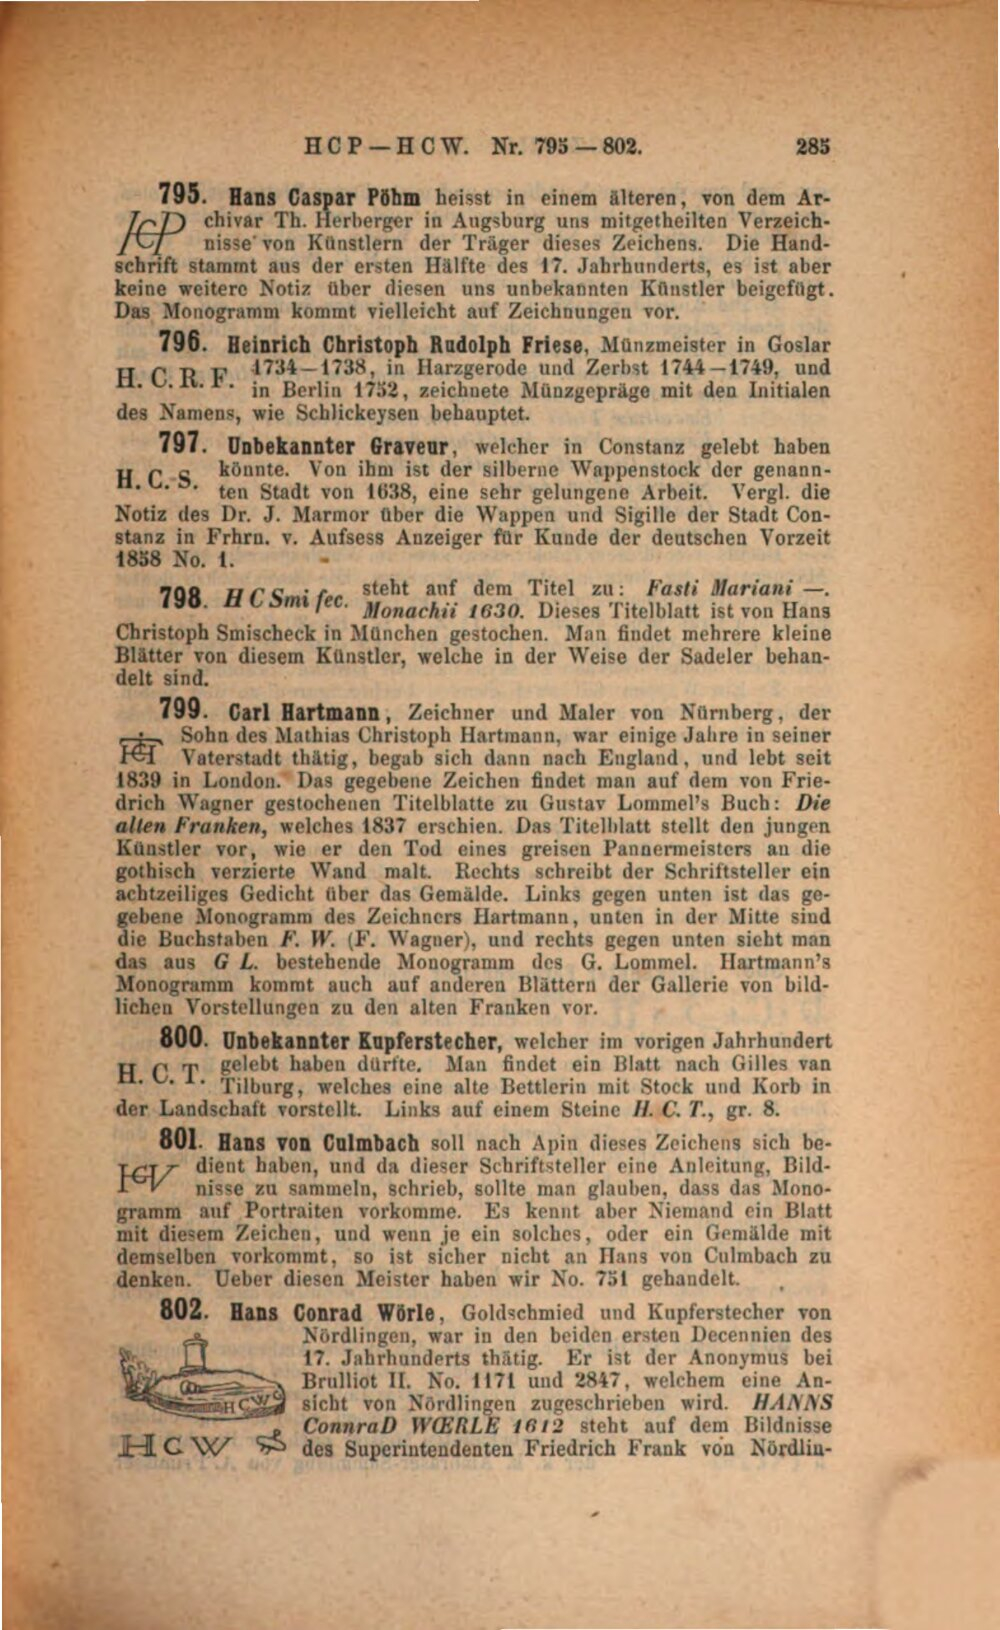 HCP — HCW. Nr. 795 — 802. 285
795. Hans Caspar Pöhm heisst in einem älteren, von dem Ar-
HCP chivar Th. Herberger in Augsburg uns mitgetheilten Verzeich-
nisse von Künstlern der Träger dieses Zeichens. Die Hand-
schrift stammt aus der ersten Hälfte des 17. Jahrhunderts, es ist aber
keine weitere Notiz über diesen uns unbekannten Künstler beigefügt.
Das Monogramm kommt vielleicht auf Zeichnungen vor.
796. Heinrich Christoph Rudolph Friese, Münzmeister in Goslar
H. C. R. F. 1734—1738, in Harzgerode und Zerbst 1744—1749, und
in Berlin 1752, zeichnete Münzgepräge mit den Initialen
des Namens, wie Schlickeysen behauptet.
797. Unbekannter Graveur, welcher in Constanz gelebt haben
H. C. S. könnte. Von ihm ist der silberne Wappenstock der genann-
ten Stadt von 1638, eine sehr gelungene Arbeit. Vergl. die
Notiz des Dr. J. Marmor über die Wappen und Sigille der Stadt Con-
stanz in Frhrn. v. Aufsess Anzeiger für Kunde der deutschen Vorzeit
1858 No. 1.
798. H C Smi fec. steht auf dem Titel zu: Fasti Mariani —.
Monachii 1630. Dieses Titelblatt ist von Hans
Christoph Smischeck in München gestochen. Man findet mehrere kleine
Blätter von diesem Künstler, welche in der Weise der Sadeler behan-
delt sind.
799. Carl Hartmann, Zeichner und Maler von Nürnberg, der
HC Sohn des Mathias Christoph Hartmann, war einige Jahre in seiner
Vaterstadt thätig, begab sich dann nach England, und lebt seit
1839 in London. Das gegebene Zeichen findet man auf dem von Frie-
drich Wagner gestochenen Titelblatte zu Gustav Lommel's Buch: Die
alten Franken, welches 1837 erschien. Das Titelblatt stellt den jungen
Künstler vor, wie er den Tod eines greisen Pannermeisters an die
gothisch verzierte Wand malt. Rechts schreibt der Schriftsteller ein
achtzeiliges Gedicht über das Gemälde. Links gegen unten ist das ge-
gebene Monogramm des Zeichners Hartmann, unten in der Mitte sind
die Buchstaben F. W. (F. Wagner), und rechts gegen unten sieht man
das aus G L. bestehende Monogramm des G. Lommel. Hartmann's
Monogramm kommt auch auf anderen Blättern der Gallerie von bild-
lichen Vorstellungen zu den alten Franken vor.
800. Unbekannter Kupferstecher, welcher im vorigen Jahrhundert
H. C. T. gelebt haben dürfte. Man findet ein Blatt nach Gilles van
Tilburg, welches eine alte Bettlerin mit Stock und Korb in
der Landschaft vorstellt. Links auf einem Steine H. C. T., gr. 8.
801. Hans von Culmbach soll nach Apin dieses Zeichens sich be-
HCV dient haben, und da dieser Schriftsteller eine Anleitung, Bild-
nisse zu sammeln, schrieb, sollte man glauben, dass das Mono-
gramm auf Portraiten vorkomme. Es kennt aber Niemand ein Blatt
mit diesem Zeichen, und wenn je ein solches, oder ein Gemälde mit
demselben vorkommt, so ist sicher nicht an Hans von Culmbach zu
denken. Ueber diesen Meister haben wir No. 751 gehandelt.
802. Hans Conrad Wörle, Goldschmied und Kupferstecher von
Nördlingen, war in den beiden ersten Decennien des
17. Jahrhunderts thätig. Er ist der Anonymus bei
Brulliot II. No. 1171 und 2847, welchem eine An-
HCW sicht von Nördlingen zugeschrieben wird. HANNS
ConnraD WŒRLE 1612 steht auf dem Bildnisse
HCW des Superintendenten Friedrich Frank von Nördlin-